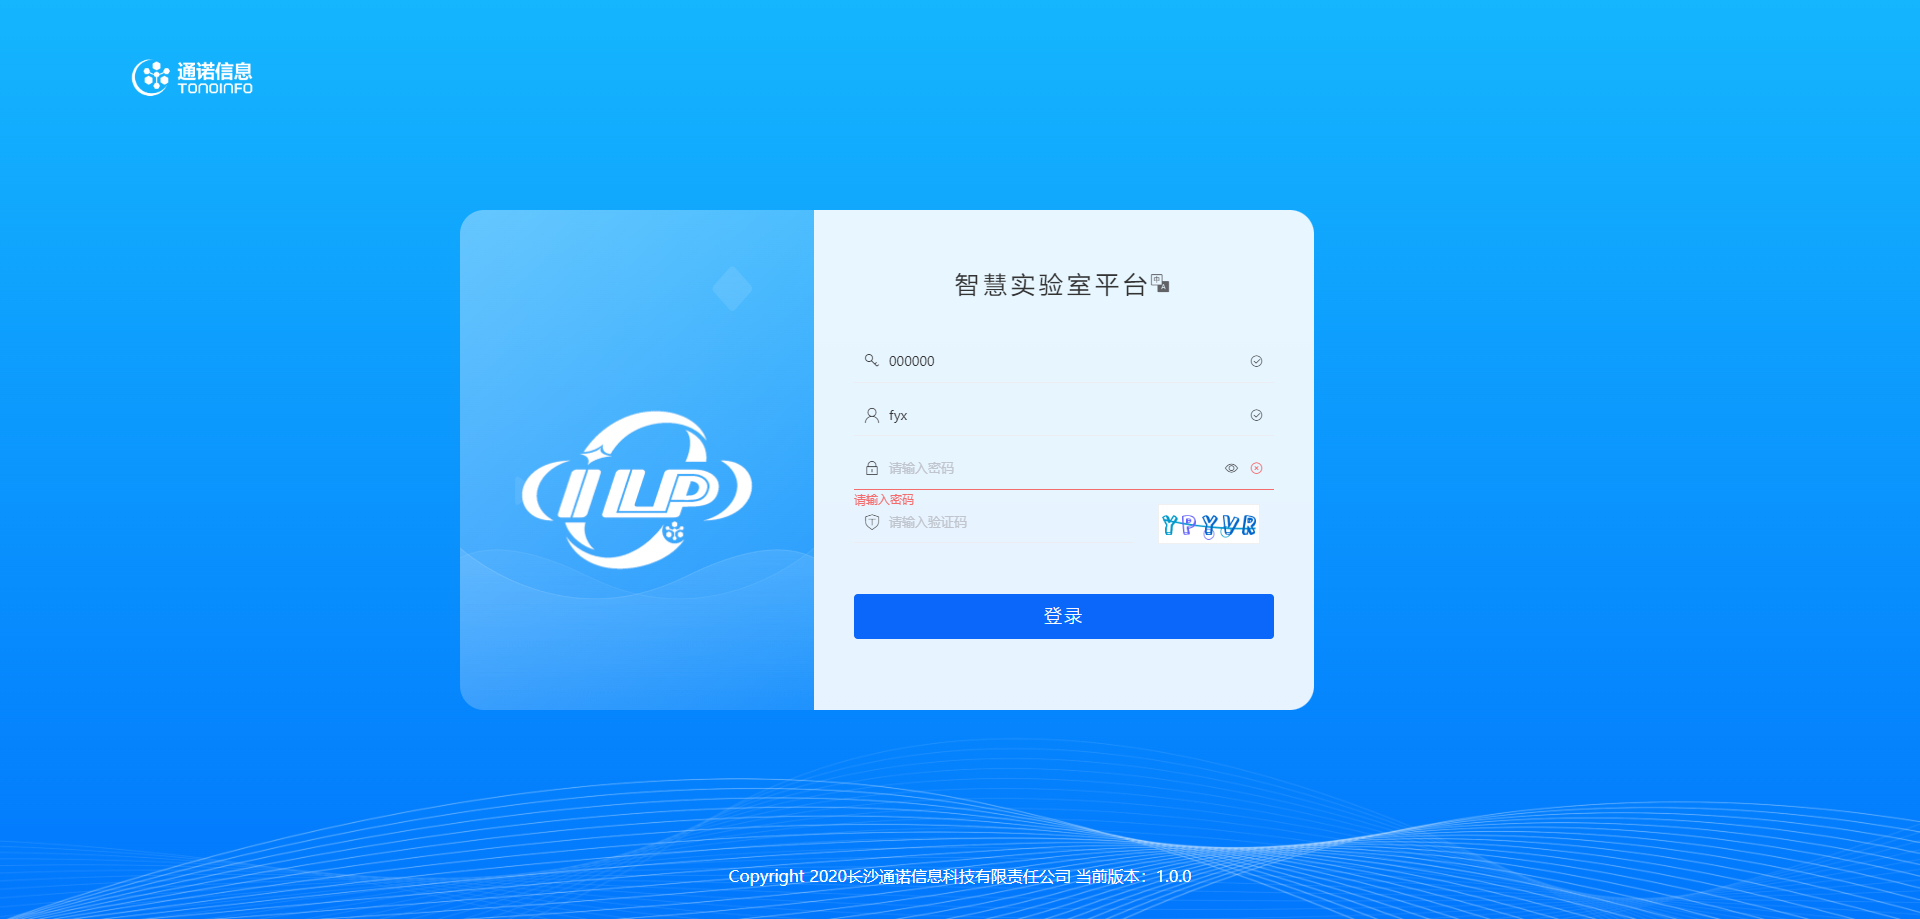 通诺信息
TONOINFO
智慧实验室平台
000000
fyx
请输入密码
请输入密码
请输入验证码
YPYVR
登录
ILP
Copyright 2020长沙通诺信息科技有限责任公司 当前版本：1.0.0